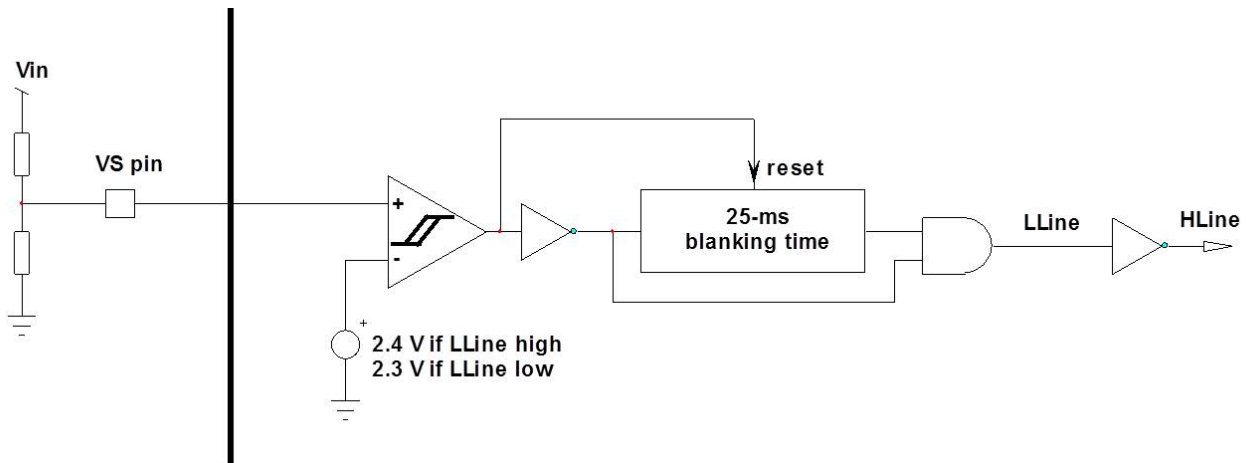 Vin
VS pin
+
-
+
2.4 V if LLine high
2.3 V if LLine low
reset
25-ms
blanking time
LLine
HLine